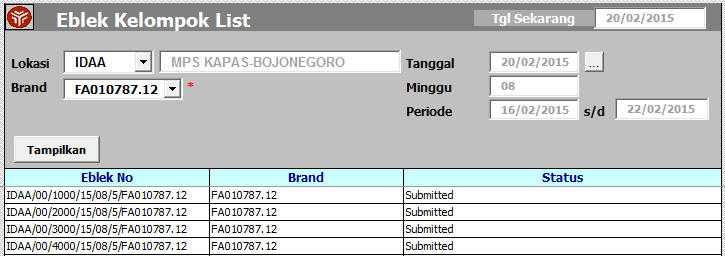 Eblek Kelompok List
Tgl Sekarang 20/02/2015
Lokasi IDAA MPS KAPAS-BOJONEGORO Tanggal 20/02/2015 ...
Brand FA010787.12 * Minggu 08
Periode 16/02/2015 s/d 22/02/2015
Tampilkan
Eblek No Brand Status
IDAA/00/1000/15/08/5/FA010787.12 FA010787.12 Submitted
IDAA/00/2000/15/08/5/FA010787.12 FA010787.12 Submitted
IDAA/00/3000/15/08/5/FA010787.12 FA010787.12 Submitted
IDAA/00/4000/15/08/5/FA010787.12 FA010787.12 Submitted